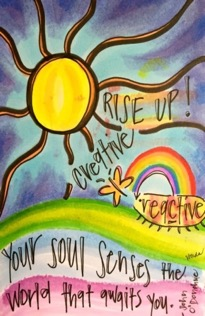 RISE UP!
creative
reactive
Your soul senses the
world that awaits you.
-John
O'Donohue